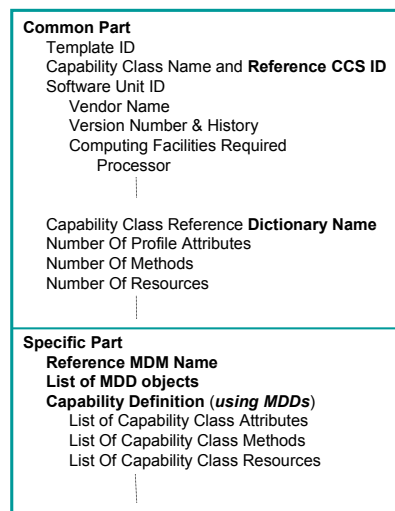 Common Part
Template ID
Capability Class Name and Reference CCS ID
Software Unit ID
Vendor Name
Version Number & History
Computing Facilities Required
Processor
Capability Class Reference Dictionary Name
Number Of Profile Attributes
Number Of Methods
Number Of Resources
Specific Part
Reference MDM Name
List of MDD objects
Capability Definition (using MDDs)
List of Capability Class Attributes
List Of Capability Class Methods
List Of Capability Class Resources